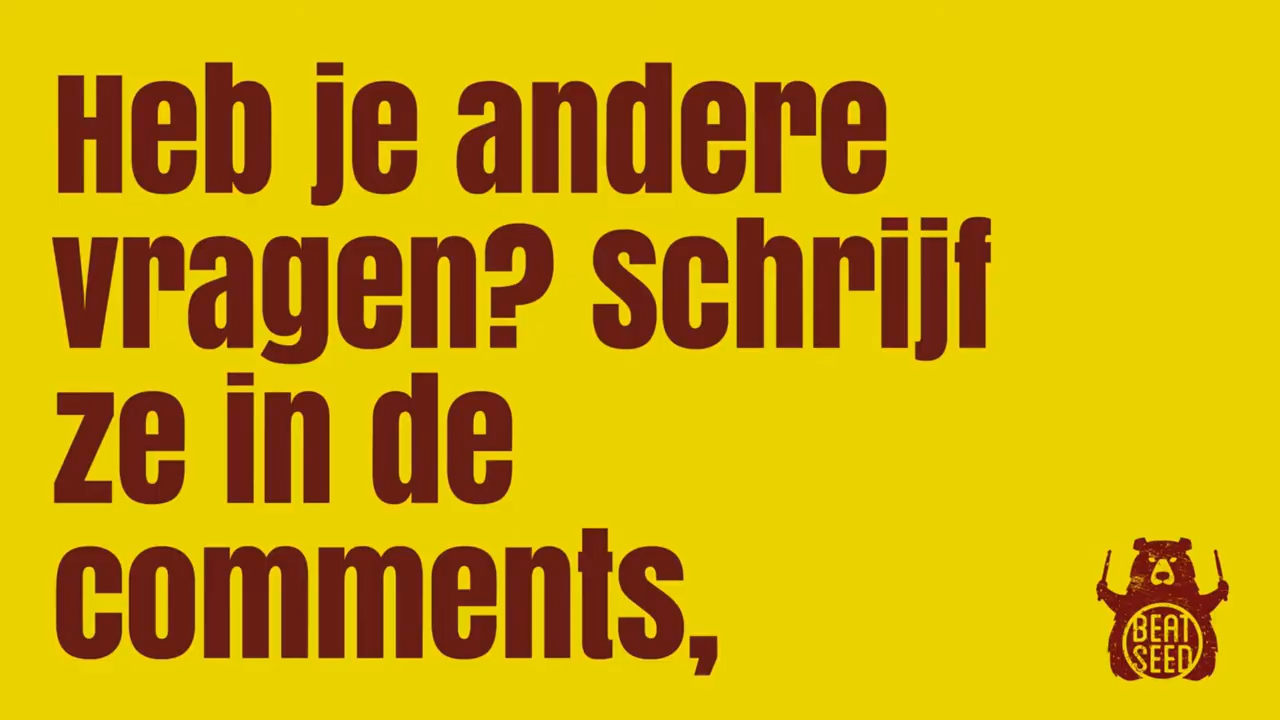 Heb je andere
vragen? Schrijf
ze in de
comments,
BEAT
SEED